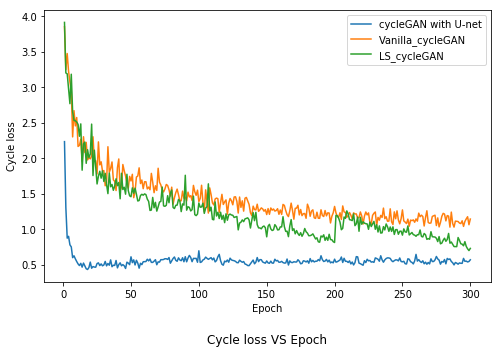 4.0
3.5
3.0
2.5
2.0
1.5
1.0
0.5
Cycle loss
cycleGAN with U-net
Vanilla_cycleGAN
LS_cycleGAN
0 50 100 150 200 250 300
Epoch
Cycle loss VS Epoch